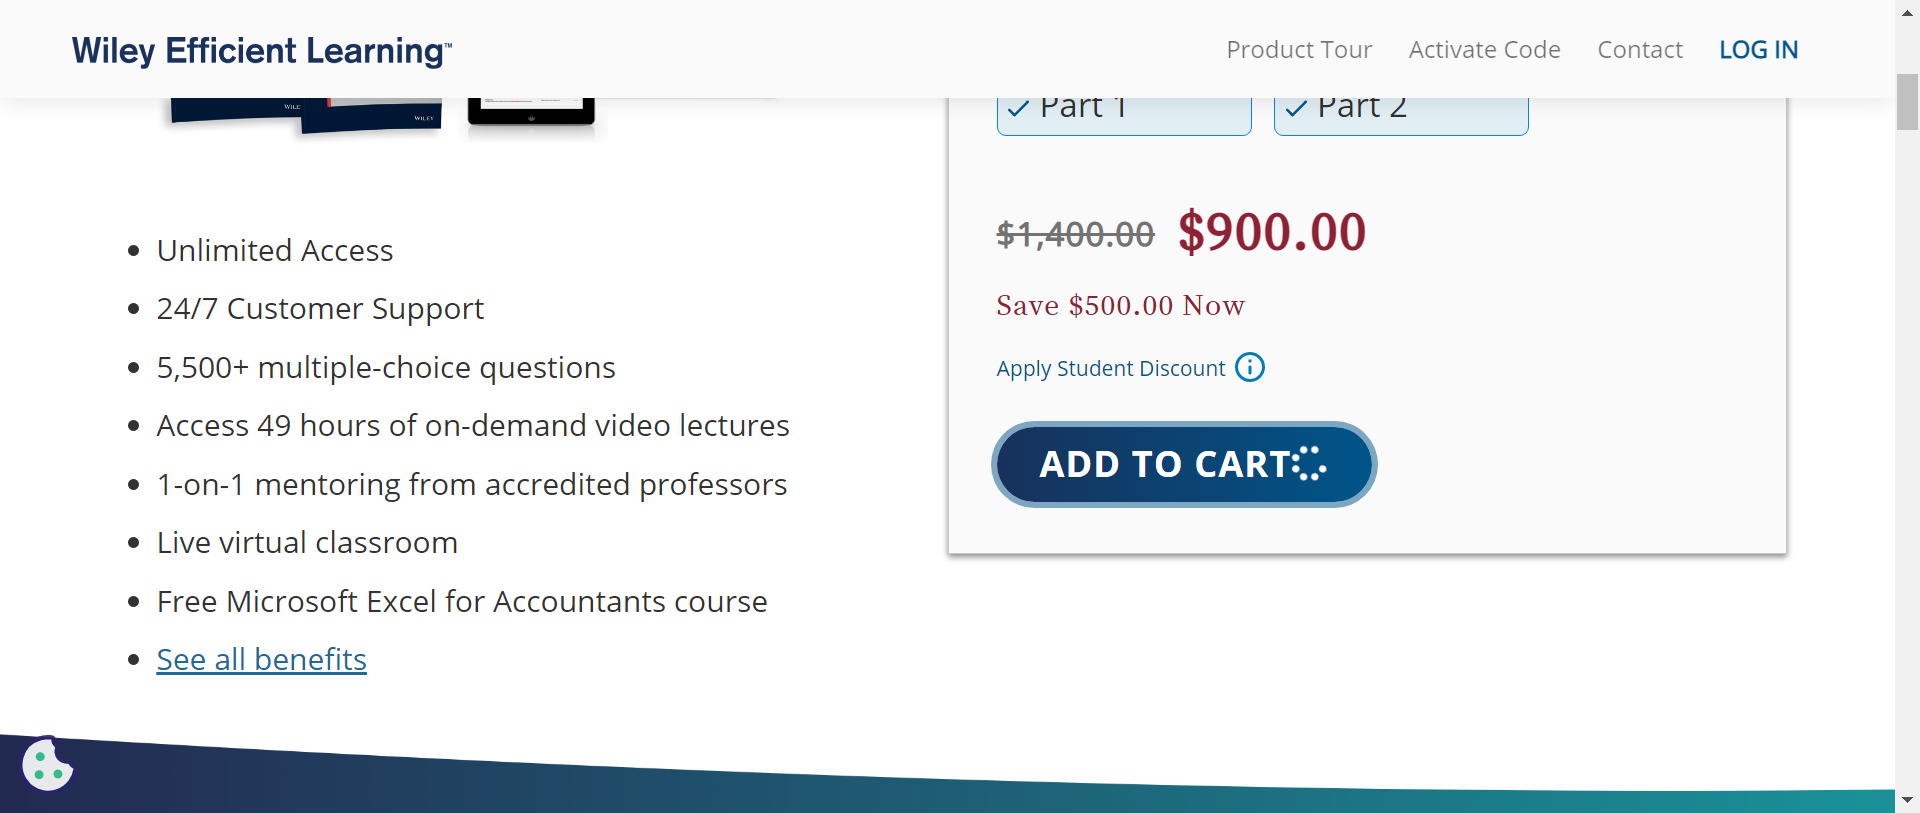 Wiley Efficient Learning™
Product Tour Activate Code Contact LOG IN
WILEY
WILEY
Part 1 Part 2
$1,400.00 $900.00
Save $500.00 Now
Apply Student Discount
ADD TO CART
Unlimited Access
24/7 Customer Support
5,500+ multiple-choice questions
Access 49 hours of on-demand video lectures
1-on-1 mentoring from accredited professors
Live virtual classroom
Free Microsoft Excel for Accountants course
See all benefits